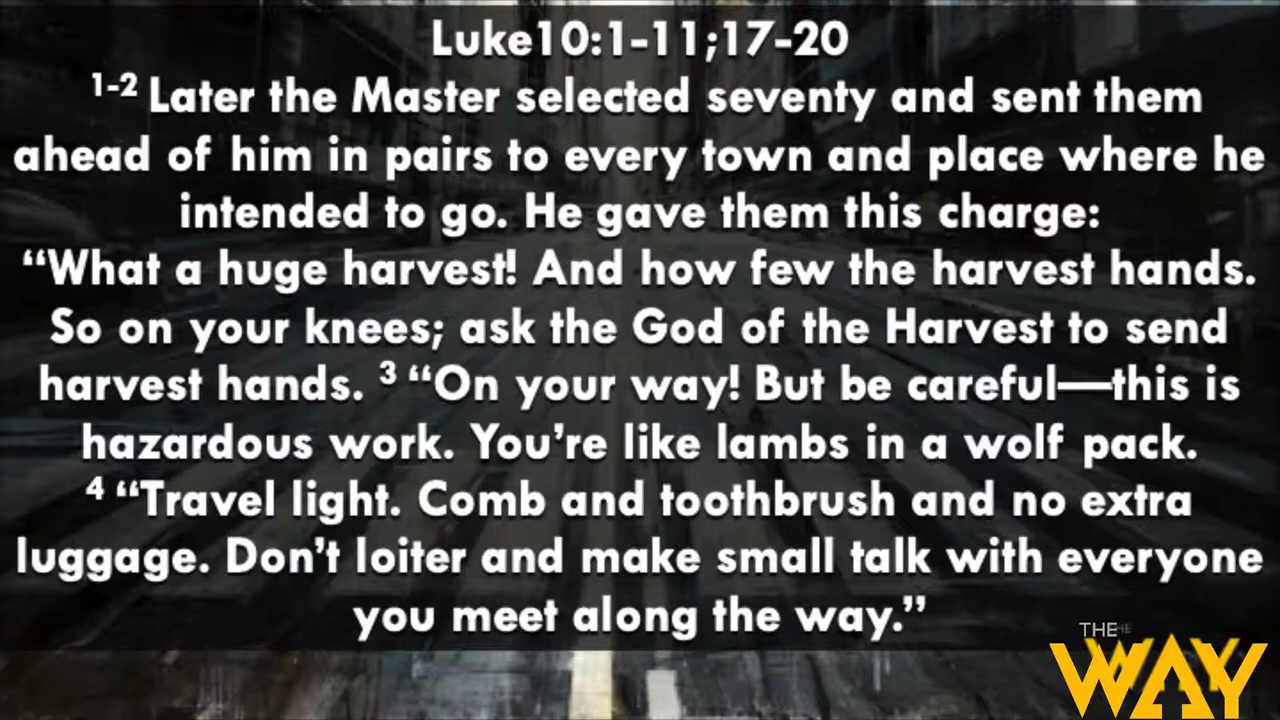 Luke10:1-11;17-20
1-2 Later the Master selected seventy and sent them
ahead of him in pairs to every town and place where he
intended to go. He gave them this charge:
“What a huge harvest! And how few the harvest hands.
So on your knees; ask the God of the Harvest to send
harvest hands. 3 “On your way! But be careful—this is
hazardous work. You’re like lambs in a wolf pack.
4 “Travel light. Comb and toothbrush and no extra
luggage. Don’t loiter and make small talk with everyone
you meet along the way.”
THE
WAY